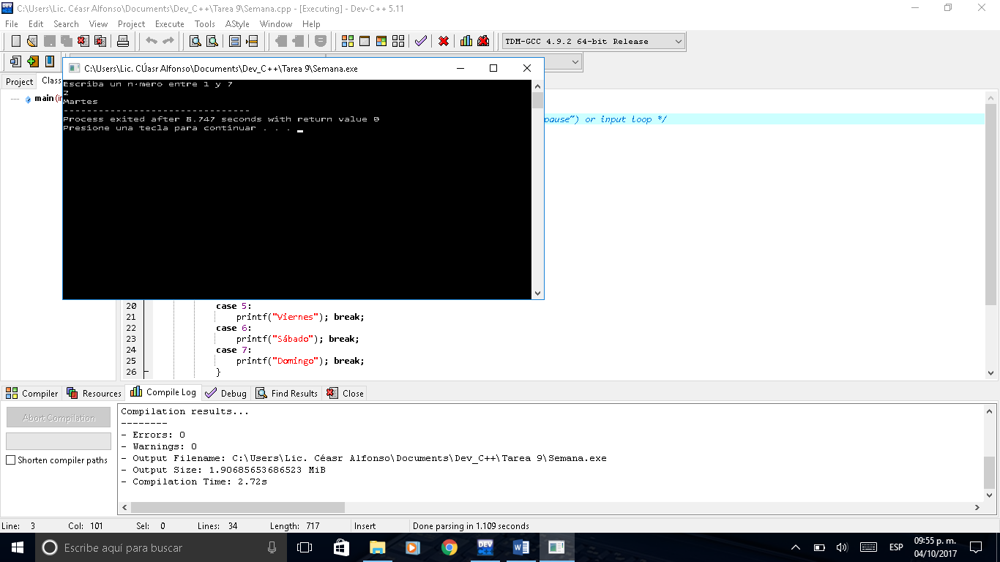 C:\Users\Lic. Céasr Alfonso\Documents\Dev_C++\Tarea 9\Semana.cpp - [Executing] - Dev-C++ 5.11
File Edit Search View Project Execute Tools AStyle Window Help
TDM-GCC 4.9.2 64-bit Release
C:\Users\Lic. CÚasr Alfonso\Documents\Dev_C++\Tarea 9\Semana.exe
Project Class
main (in
Escriba un n·mero entre 1 y 7
2
Martes
--------------------------------
Process exited after 8.747 seconds with return value 0
Presione una tecla para continuar . . .
pause") or input loop */
20 case 5:
21 printf("Viernes"); break;
22 case 6:
23 printf("Sábado"); break;
24 case 7:
25 printf("Domingo"); break;
26 }
Compiler Resources Compile Log Debug Find Results Close
Abort Compilation
Shorten compiler paths
Compilation results...
--------
- Errors: 0
- Warnings: 0
- Output Filename: C:\Users\Lic. Céasr Alfonso\Documents\Dev_C++\Tarea 9\Semana.exe
- Output Size: 1.90685653686523 MiB
- Compilation Time: 2.72s
Line: 3 Col: 101 Sel: 0 Lines: 34 Length: 717 Insert Done parsing in 1.109 seconds
Escribe aquí para buscar
DEV
ESP
09:55 p. m.
04/10/2017